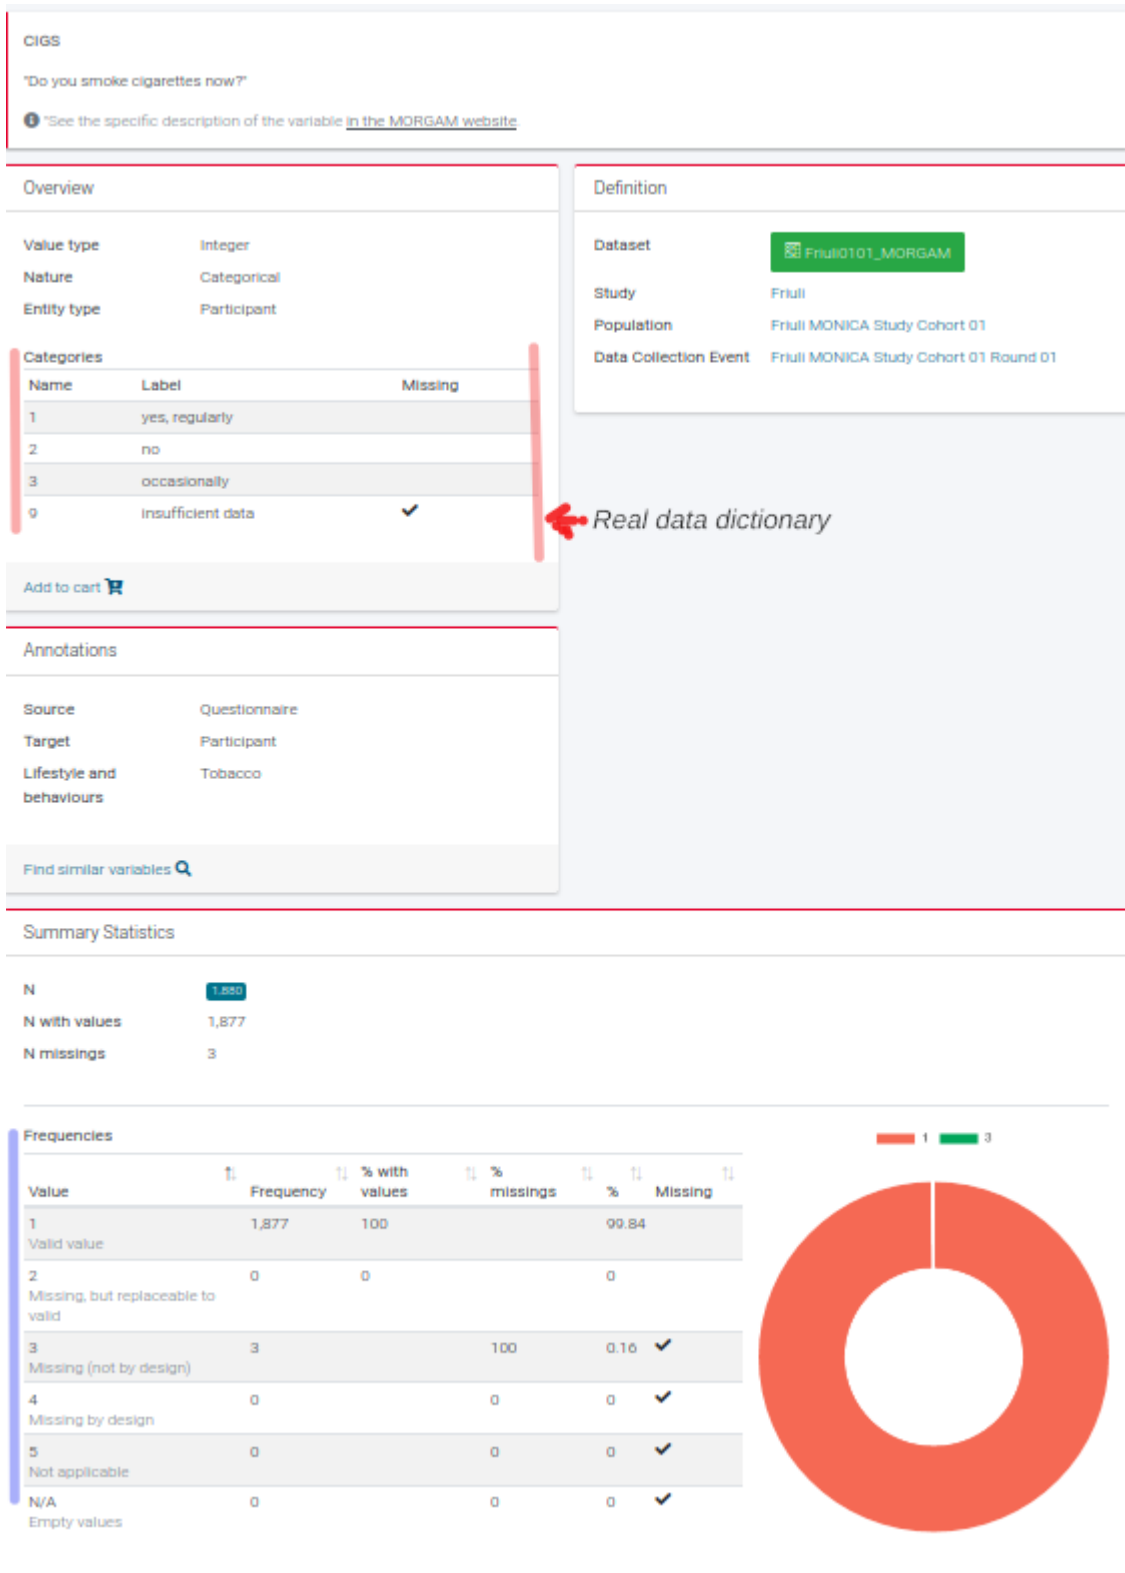 CIGS
"Do you smoke cigarettes now?"
"See the specific description of the variable in the MORGAM website.
Overview
Value type Integer
Nature Categorical
Entity type Participant
Categories
Name Label Missing
1 yes, regularly
2 no
3 occasionally
9 insufficient data
Add to cart
Definition
Dataset Friuli0101_MORGAM
Study Friuli
Population Friuli MONICA Study Cohort 01
Data Collection Event Friuli MONICA Study Cohort 01 Round 01
Real data dictionary
Annotations
Source Questionnaire
Target Participant
Lifestyle and Tobacco
behaviours
Find similar variables
Summary Statistics
N 1,880
N with values 1,877
N missings 3
Frequencies
Value Frequency % with values % missings % Missing
1 1,877 100 99.84
Valid value
2 0 0 0
Missing, but replaceable to
valid
3 3 100 0.16
Missing (not by design)
4 0 0 0
Missing by design
5 0 0 0
Not applicable
N/A 0 0 0
Empty values
1 3